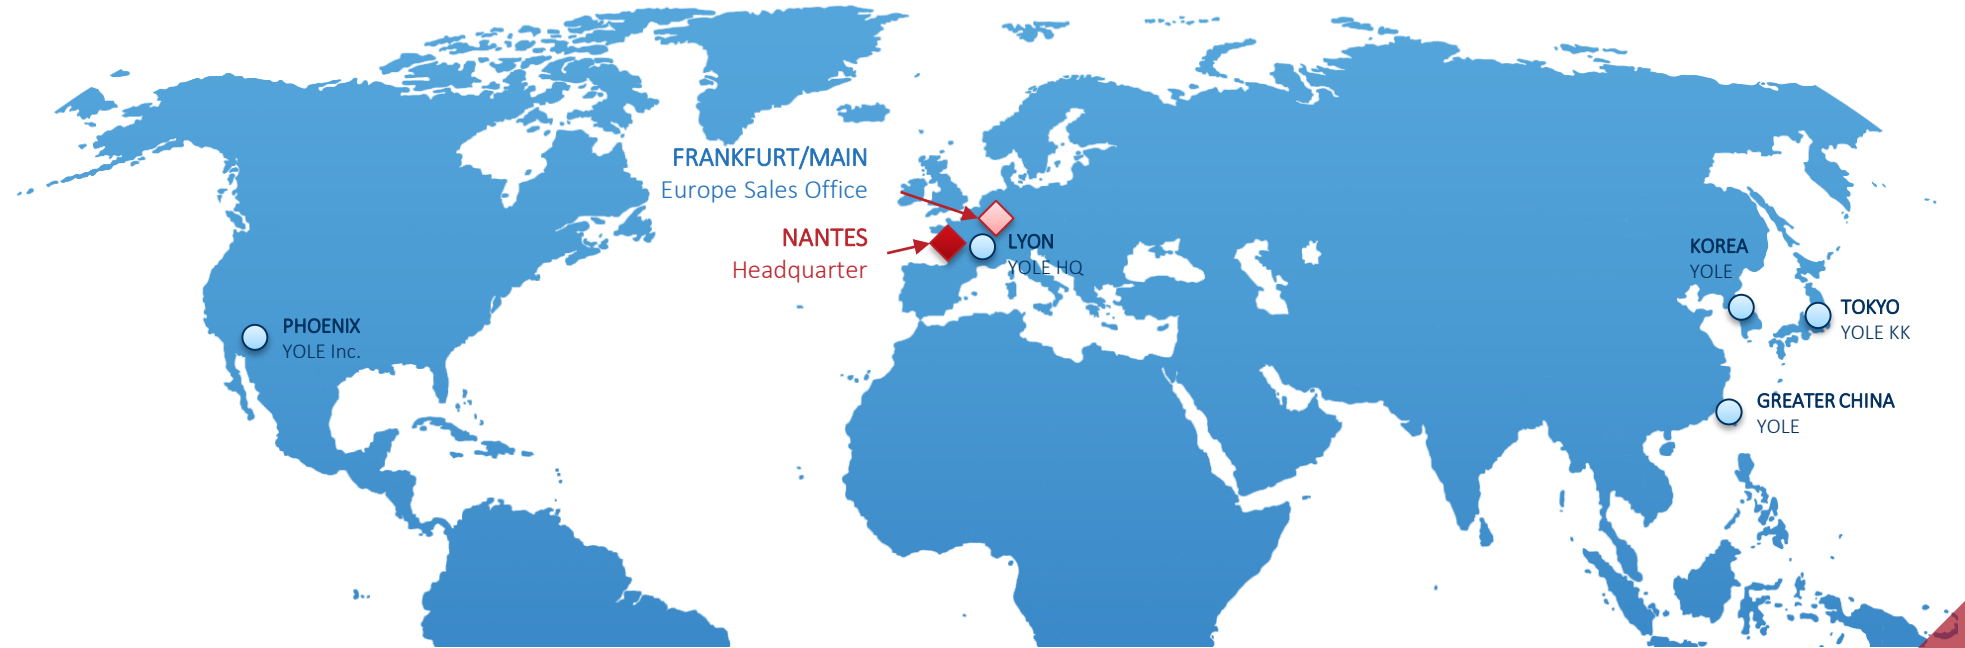 FRANKFURT/MAIN
Europe Sales Office
NANTES
Headquarter
LYON
YOLE HQ
PHOENIX
YOLE Inc.
KOREA
YOLE
TOKYO
YOLE KK
GREATER CHINA
YOLE